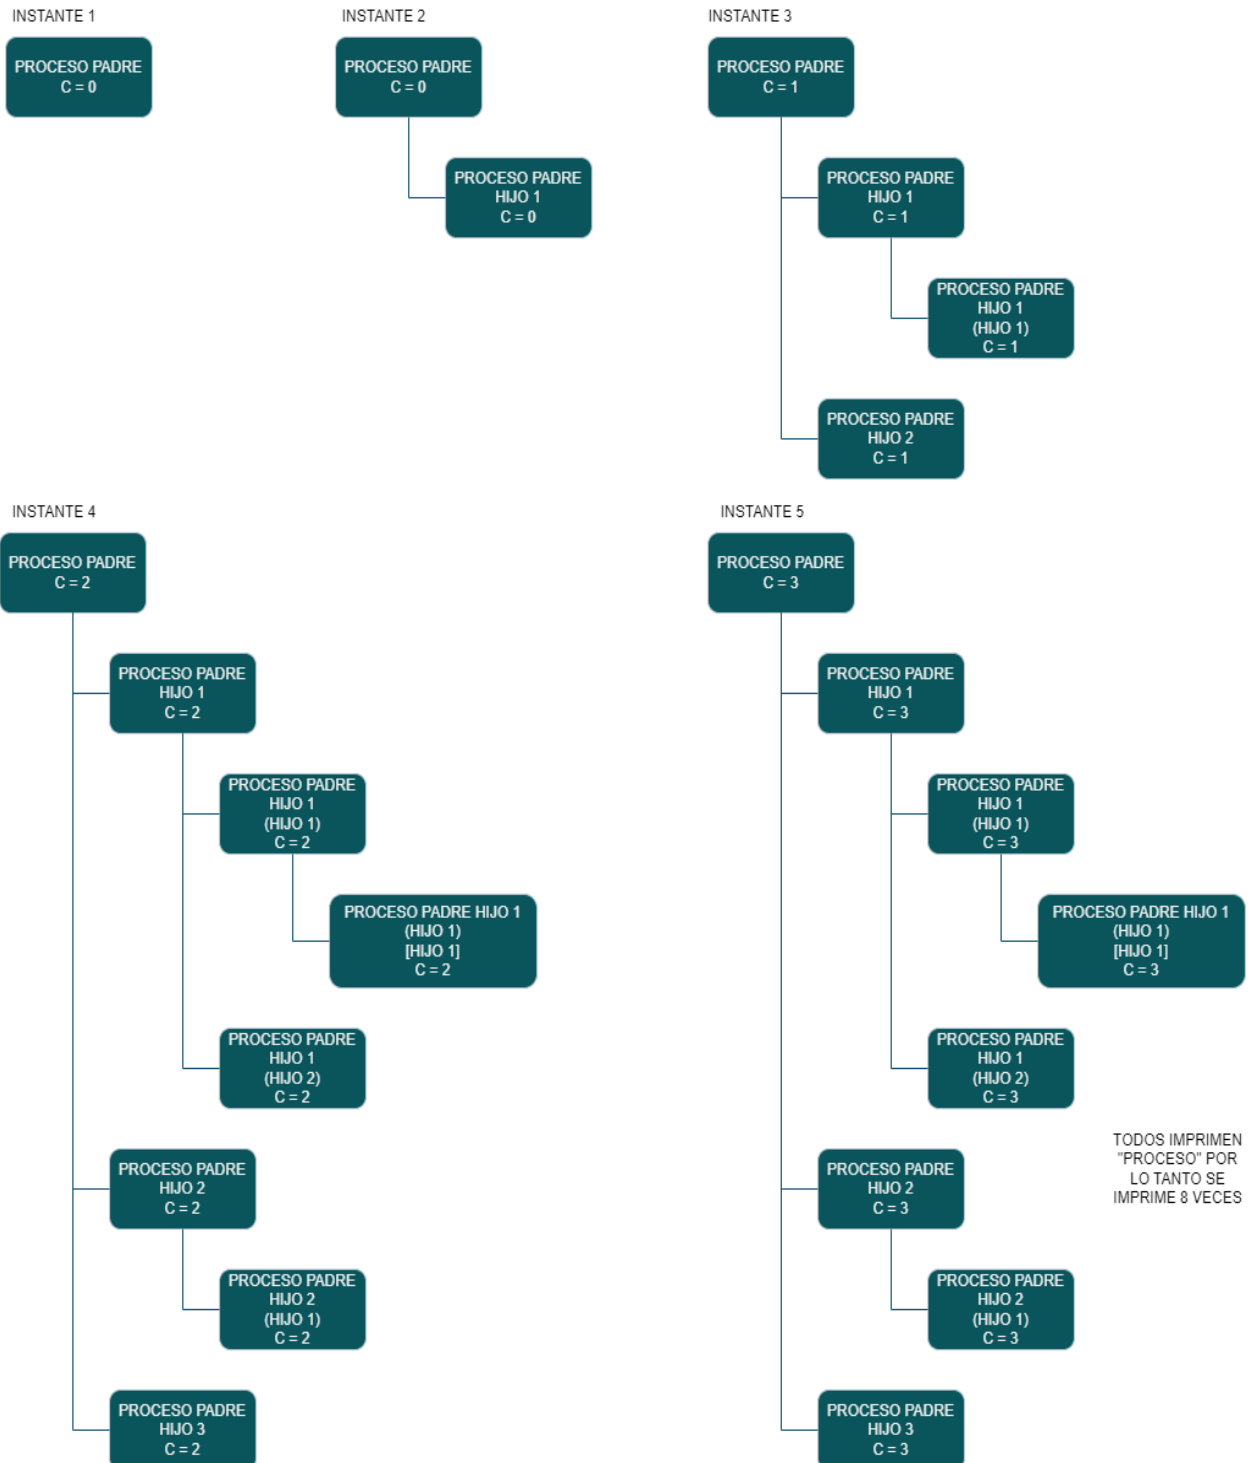 INSTANTE 1
PROCESO PADRE
C = 0
INSTANTE 2
PROCESO PADRE
C = 0
PROCESO PADRE
HIJO 1
C = 0
INSTANTE 3
PROCESO PADRE
C = 1
PROCESO PADRE
HIJO 1
C = 1
PROCESO PADRE
HIJO 1
(HIJO 1)
C = 1
PROCESO PADRE
HIJO 2
C = 1
INSTANTE 4
PROCESO PADRE
C = 2
PROCESO PADRE
HIJO 1
C = 2
PROCESO PADRE
HIJO 1
(HIJO 1)
C = 2
PROCESO PADRE HIJO 1
(HIJO 1)
[HIJO 1]
C = 2
PROCESO PADRE
HIJO 1
(HIJO 2)
C = 2
PROCESO PADRE
HIJO 2
C = 2
PROCESO PADRE
HIJO 2
(HIJO 1)
C = 2
PROCESO PADRE
HIJO 3
C = 2
INSTANTE 5
PROCESO PADRE
C = 3
PROCESO PADRE
HIJO 1
C = 3
PROCESO PADRE
HIJO 1
(HIJO 1)
C = 3
PROCESO PADRE HIJO 1
(HIJO 1)
[HIJO 1]
C = 3
PROCESO PADRE
HIJO 1
(HIJO 2)
C = 3
PROCESO PADRE
HIJO 2
C = 3
PROCESO PADRE
HIJO 2
(HIJO 1)
C = 3
PROCESO PADRE
HIJO 3
C = 3
TODOS IMPRIMEN
"PROCESO" POR
LO TANTO SE
IMPRIME 8 VECES